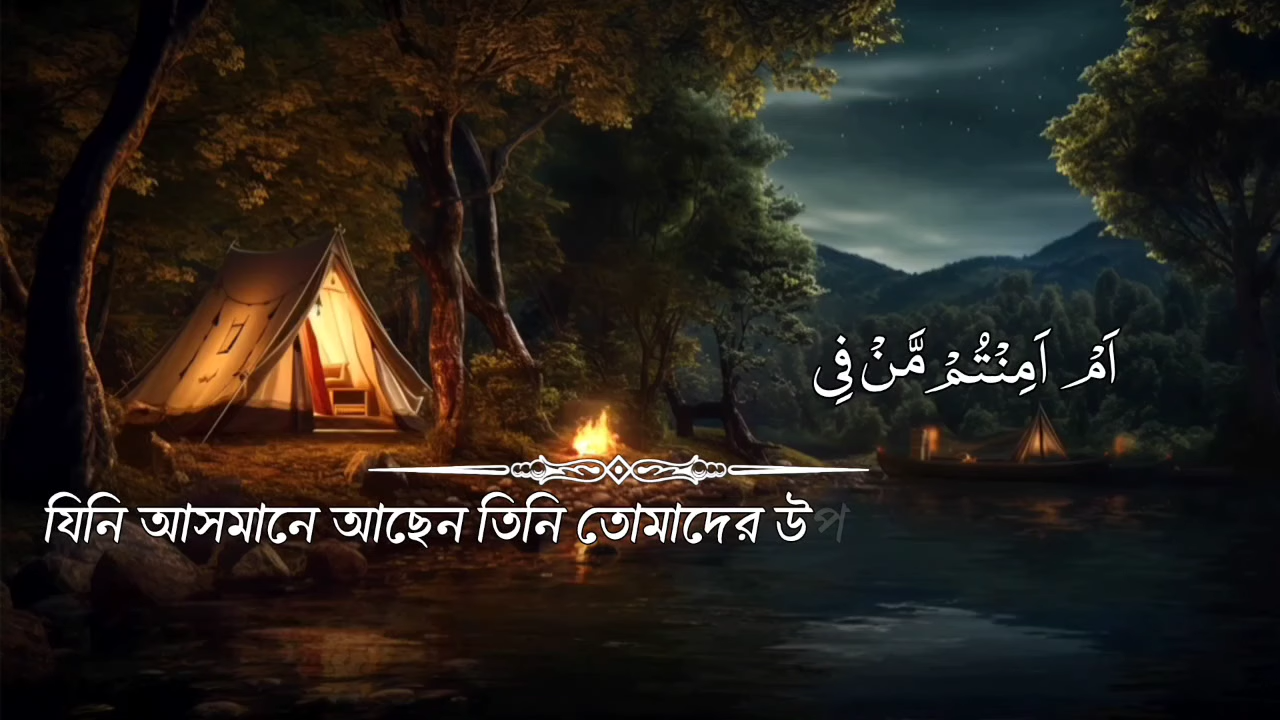 اَمْ اَمِنْتُمْ مَّنْ فِي
যিনি আসমানে আছেন তিনি তোমাদের উপ